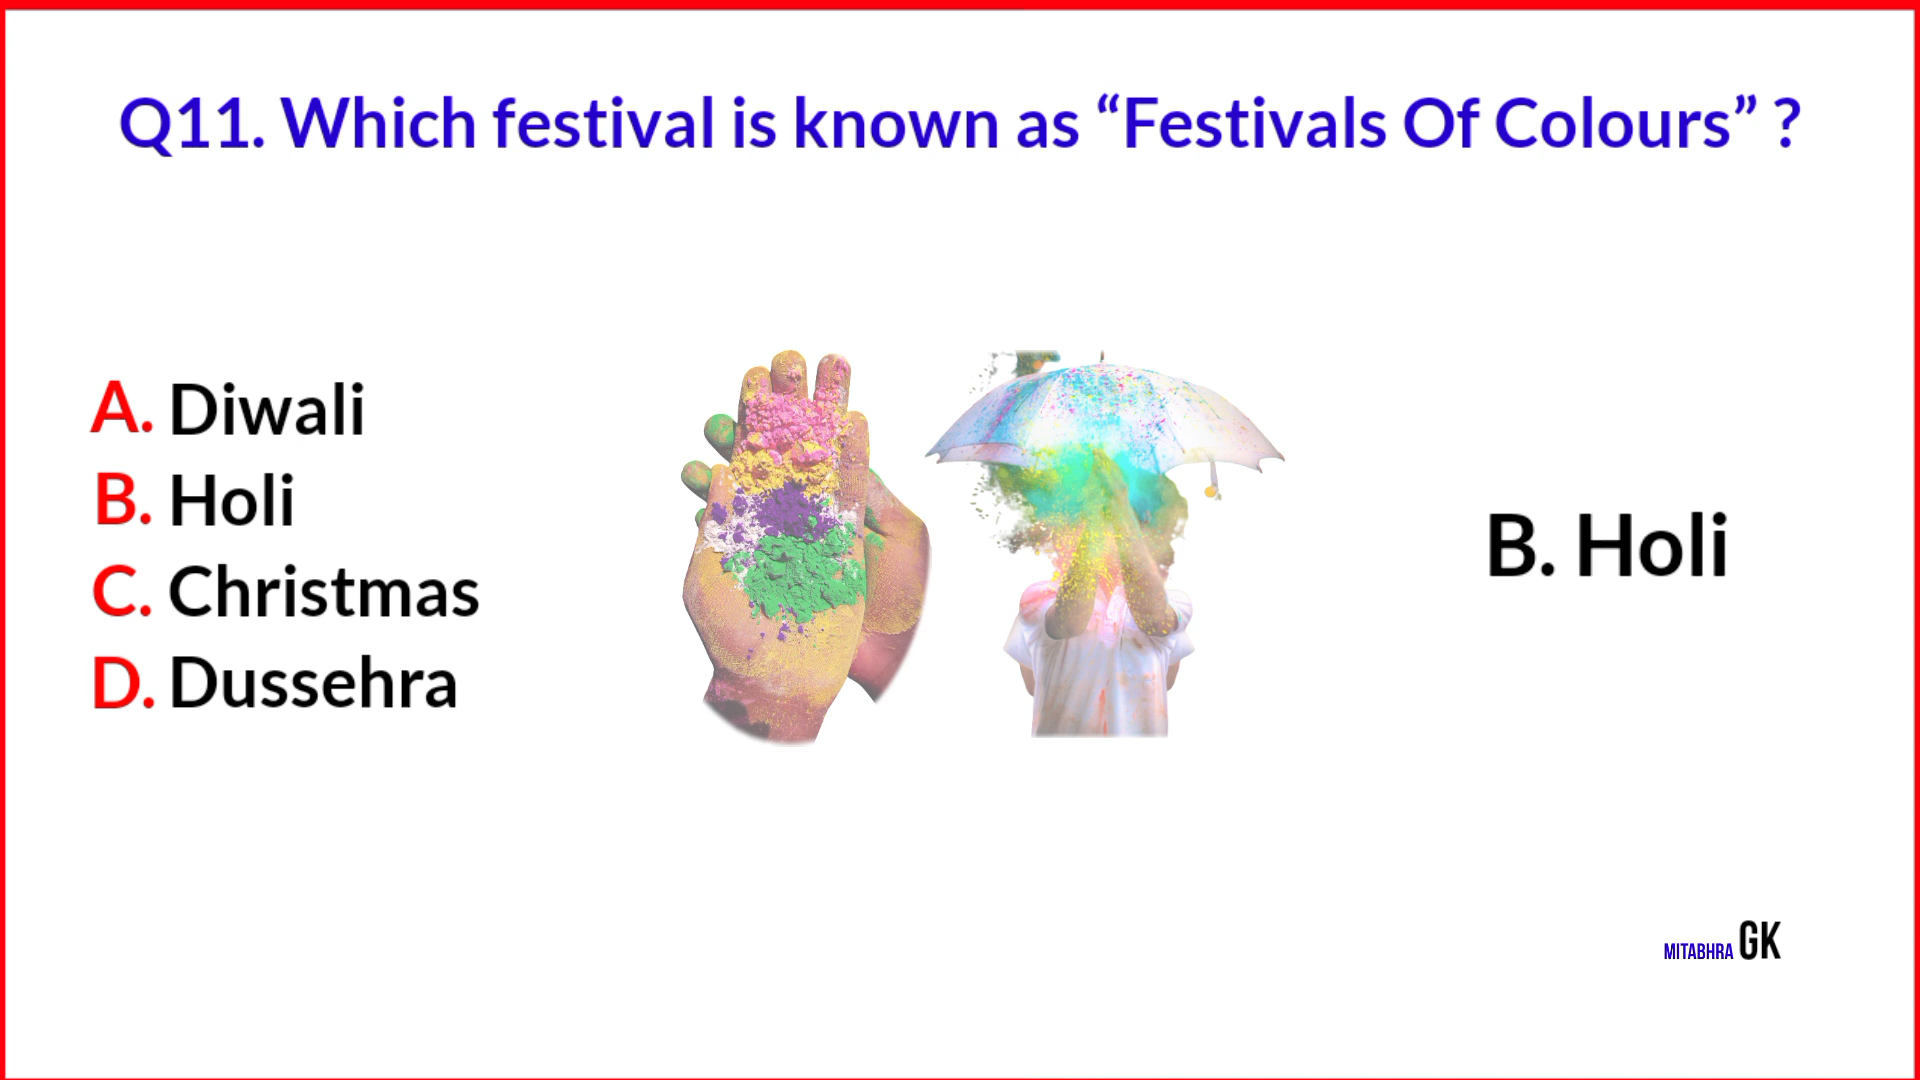 Q11. Which festival is known as “Festivals Of Colours” ?
A. Diwali
B. Holi
C. Christmas
D. Dussehra
B. Holi
MITABHRA GK